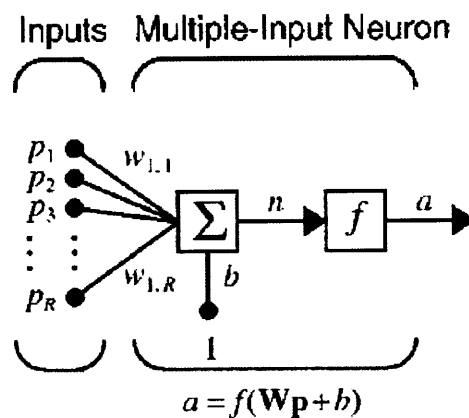 Inputs Multiple-Input Neuron
p1 w1,1
p2
p3 Σ n f a
pR w1,R b
1
a = f(Wp + b)